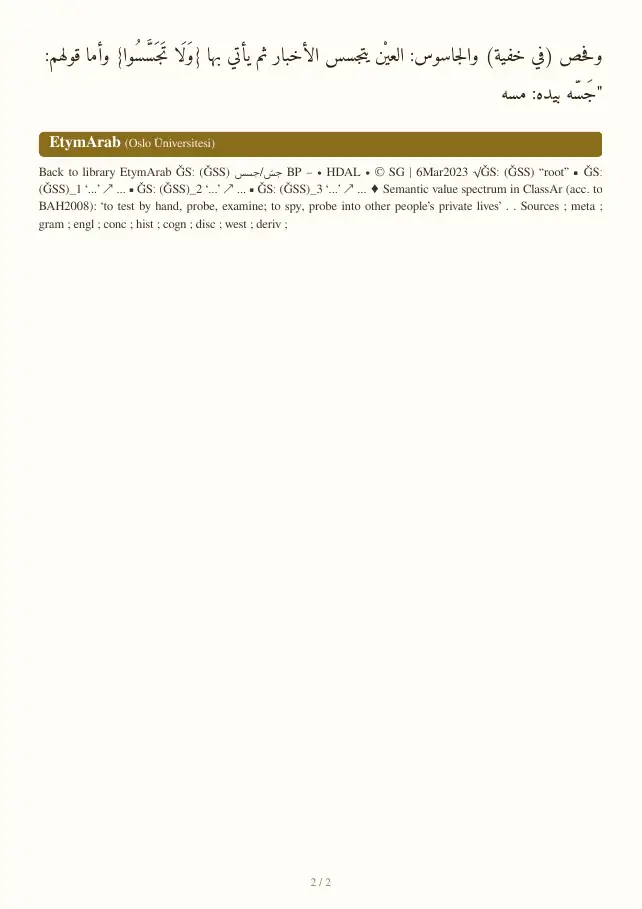 وفحص (في خفية) والجاسوس: العيْن يتجسس الأخبار ثم يأتي بها {وَلَا تَجَسَّسُوا} وأما قولهم:
"جَسّه بيده: مسه
EtymArab (Oslo Üniversitesi)
Back to library EtymArab ǦS: (ǦSS) جسّ/جسس BP – • HDAL • © SG | 6Mar2023 √ǦS: (ǦSS) “root” ▪ ǦS:
(ǦSS)_1 ‘...’ ↗ ... ▪ ǦS: (ǦSS)_2 ‘...’ ↗ ... ▪ ǦS: (ǦSS)_3 ‘...’ ↗ ... ♦ Semantic value spectrum in ClassAr (acc. to
BAH2008): ‘to test by hand, probe, examine; to spy, probe into other people’s private lives’ . . Sources ; meta ;
gram ; engl ; conc ; hist ; cogn ; disc ; west ; deriv ;
2 / 2